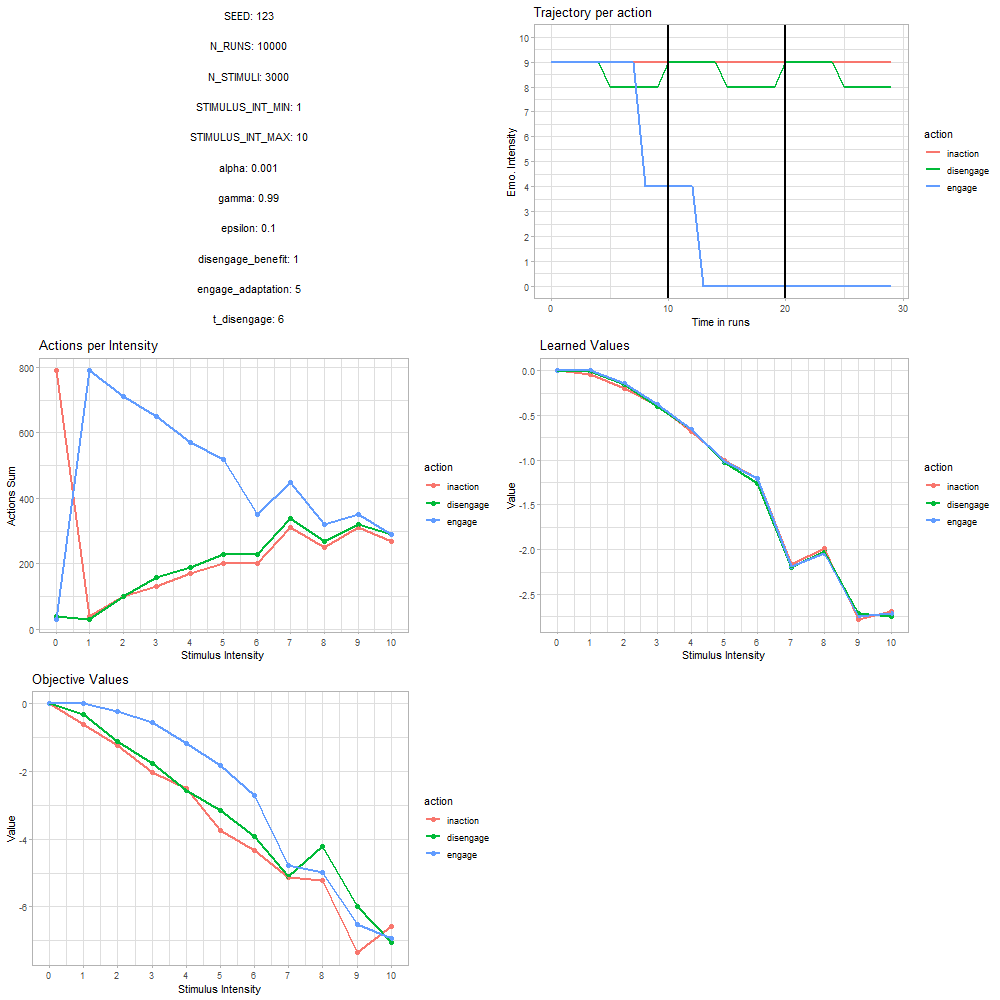 SEED: 123
N_RUNS: 10000
N_STIMULI: 3000
STIMULUS_INT_MIN: 1
STIMULUS_INT_MAX: 10
alpha: 0.001
gamma: 0.99
epsilon: 0.1
disengage_benefit: 1
engage_adaptation: 5
t_disengage: 6
Trajectory per action
Emo. Intensity
10
9
8
7
6
5
4
3
2
1
0
0 10 20 30
Time in runs
action
inaction
disengage
engage
Actions per Intensity
Actions Sum
800
600
400
200
0
0 1 2 3 4 5 6 7 8 9 10
Stimulus Intensity
action
inaction
disengage
engage
Learned Values
Value
0.0
-0.5
-1.0
-1.5
-2.0
-2.5
0 1 2 3 4 5 6 7 8 9 10
Stimulus Intensity
action
inaction
disengage
engage
Objective Values
Value
0
-2
-4
-6
0 1 2 3 4 5 6 7 8 9 10
Stimulus Intensity
action
inaction
disengage
engage